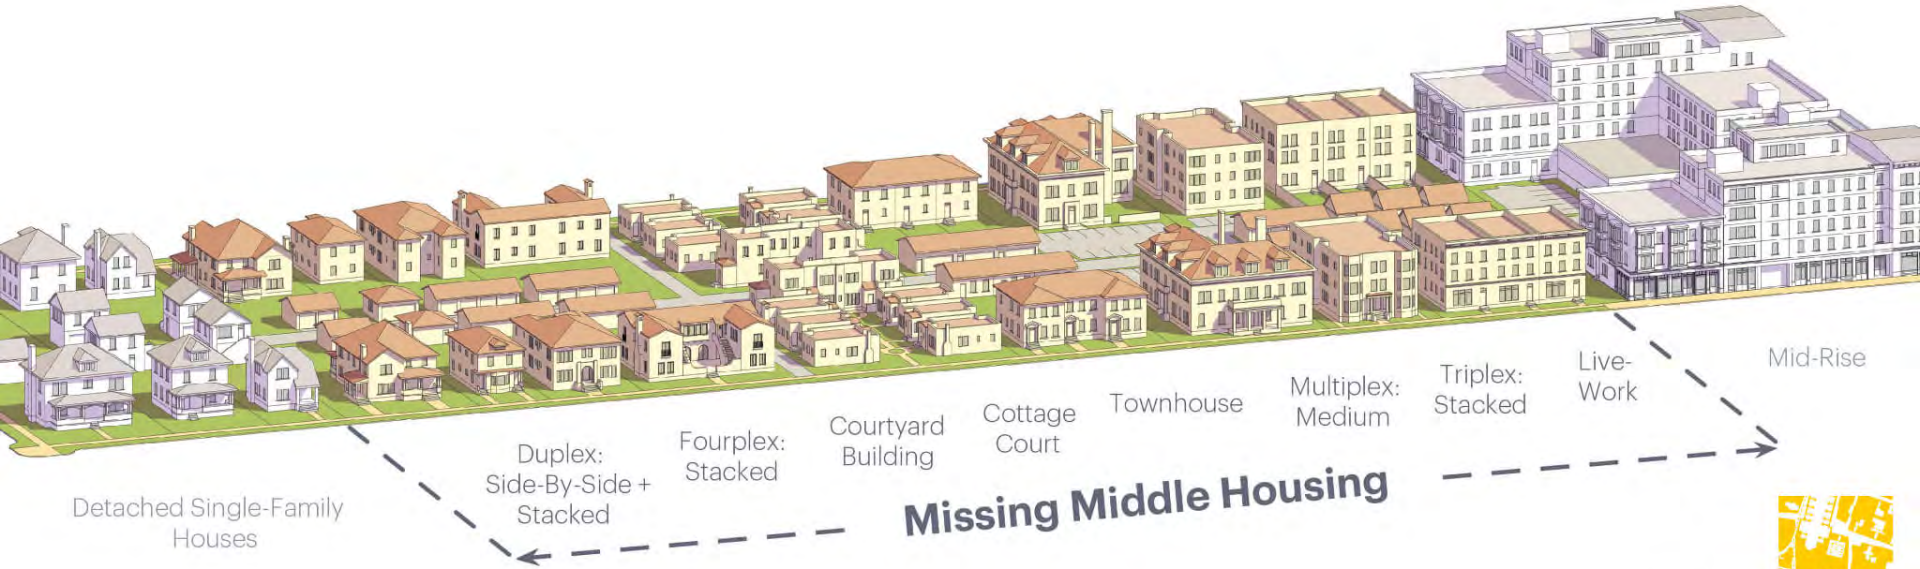 Detached Single-Family
Houses
Duplex:
Side-By-Side +
Stacked
Fourplex:
Stacked
Courtyard
Building
Cottage
Court
Townhouse
Multiplex:
Medium
Triplex:
Stacked
Live-
Work
Mid-Rise
Missing Middle Housing